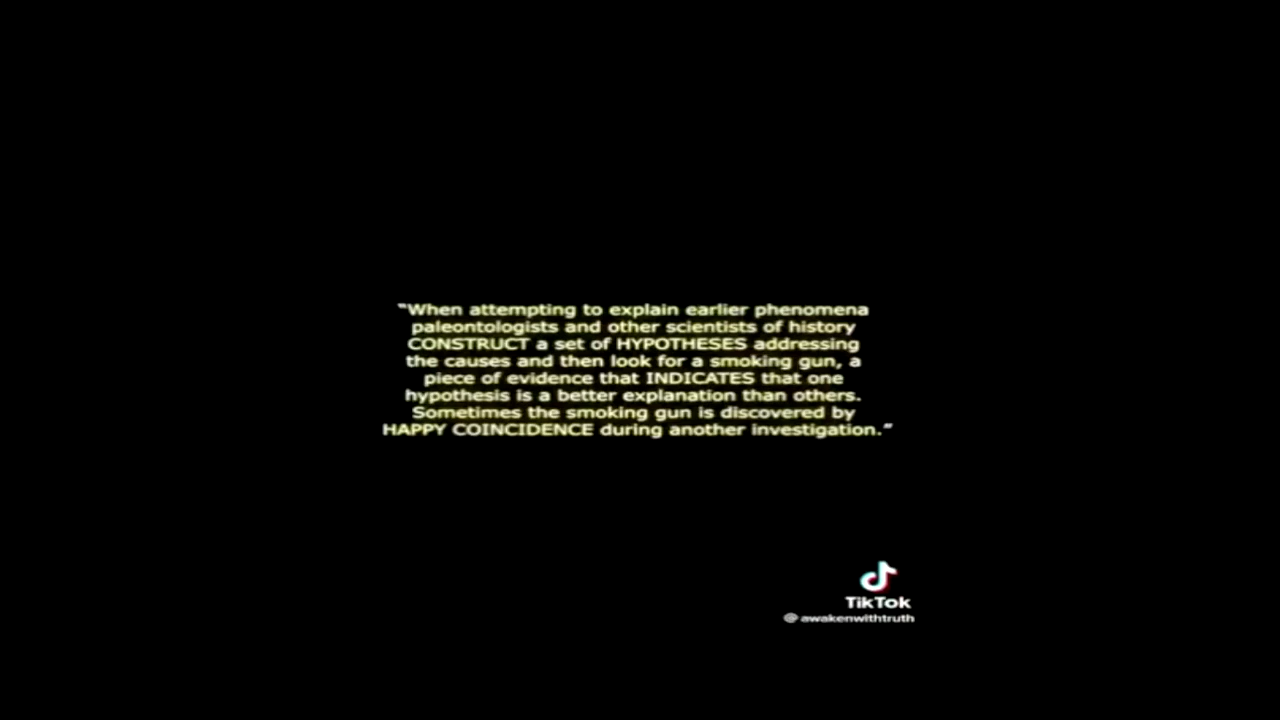 "When attempting to explain earlier phenomena
paleontologists and other scientists of history
CONSTRUCT a set of HYPOTHESES addressing
the causes and then look for a smoking gun, a
piece of evidence that INDICATES that one
hypothesis is a better explanation than others.
Sometimes the smoking gun is discovered by
HAPPY COINCIDENCE during another investigation."
TikTok
@awakenwithtruth